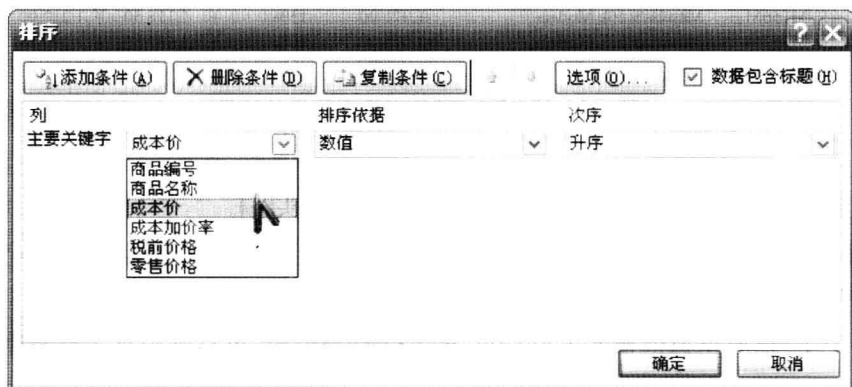 排序
添加条件(A) 删除条件(D) 复制条件(C) 选项(O)... 数据包含标题(H)
列 排序依据 次序
主要关键字 成本价 数值 升序
商品编号
商品名称
成本价
成本加价率
税前价格
零售价格
确定 取消